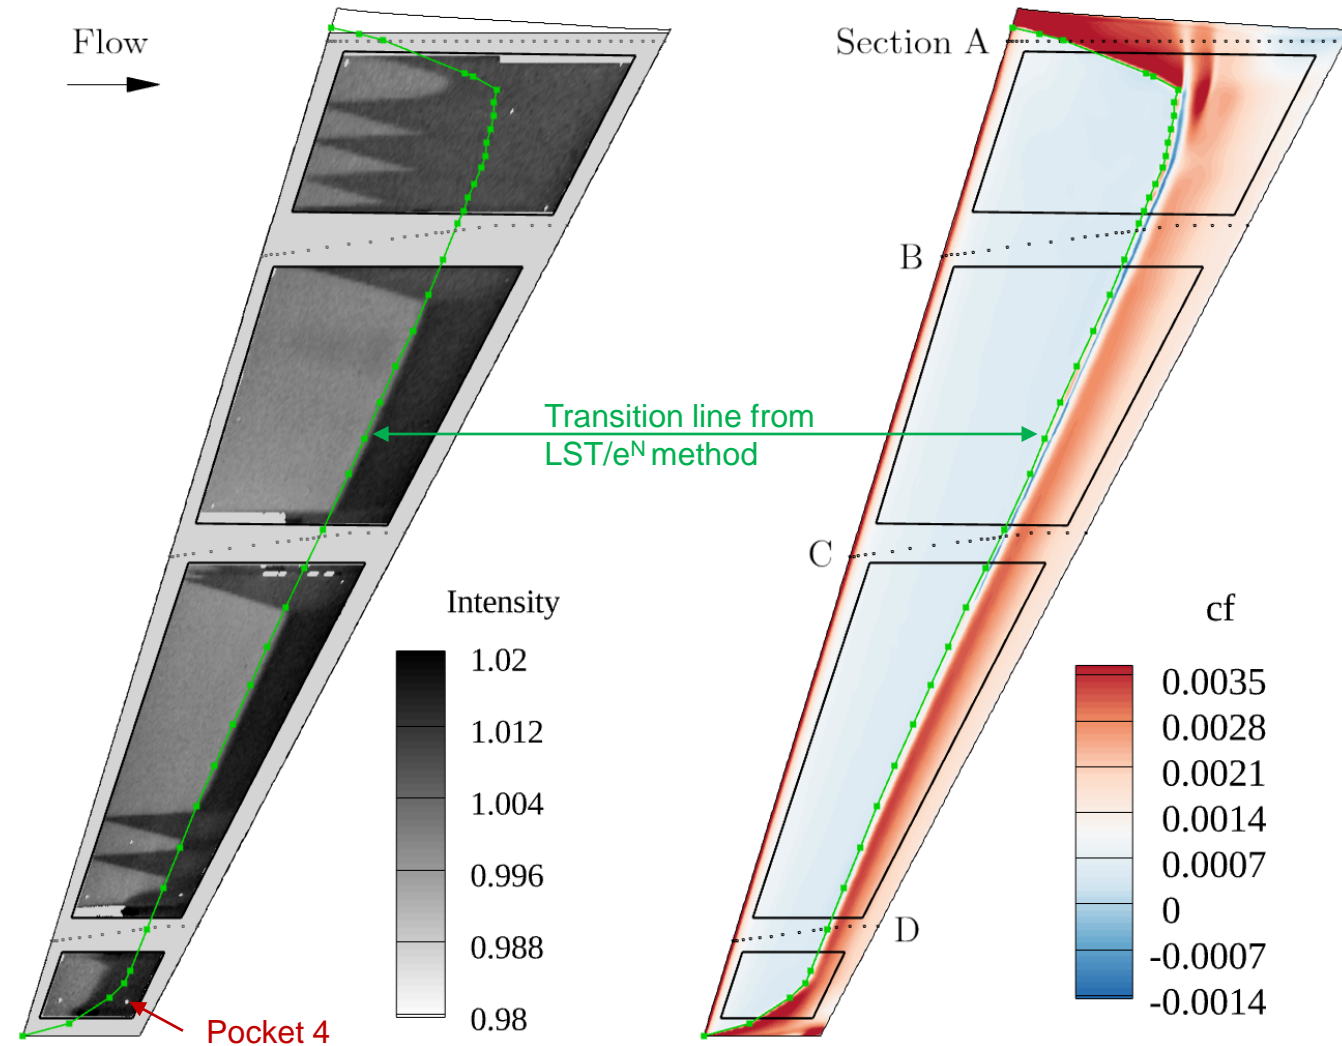 Flow
Section A
B
Transition line from
LST/eᴺ method
C
Intensity
1.02
1.012
1.004
0.996
0.988
0.98
cf
0.0035
0.0028
0.0021
0.0014
0.0007
0
-0.0007
-0.0014
D
Pocket 4